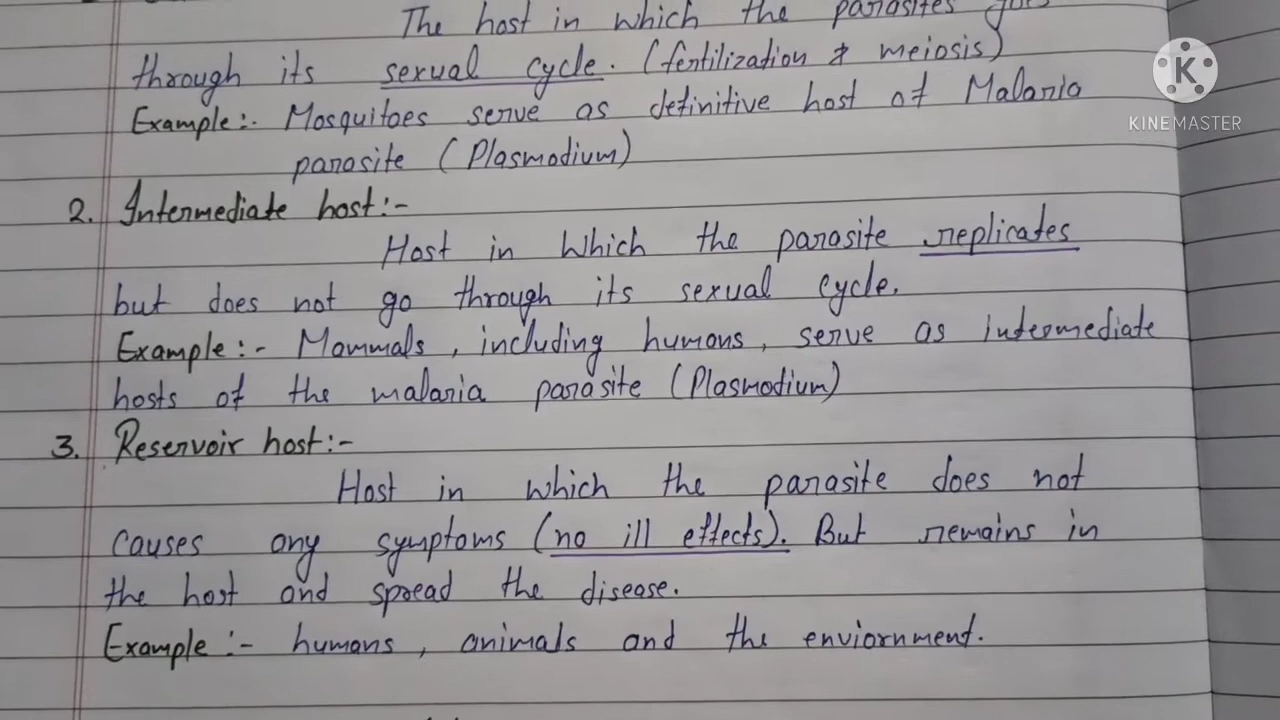 The host in which the parasites goes
through its sexual cycle. (fertilization & meiosis)
Example:- Mosquitoes serve as definitive host of Malaria
parasite (Plasmodium)
2. Intermediate host:-
Host in which the parasite replicates
but does not go through its sexual cycle.
Example:- Mammals, including humans, serve as intermediate
hosts of the malaria parasite (Plasmodium)
3. Reservoir host:-
Host in which the parasite does not
causes any symptoms (no ill effects). But remains in
the host and spread the disease.
Example:- humans, animals and the enviornment.
K
KINEMASTER